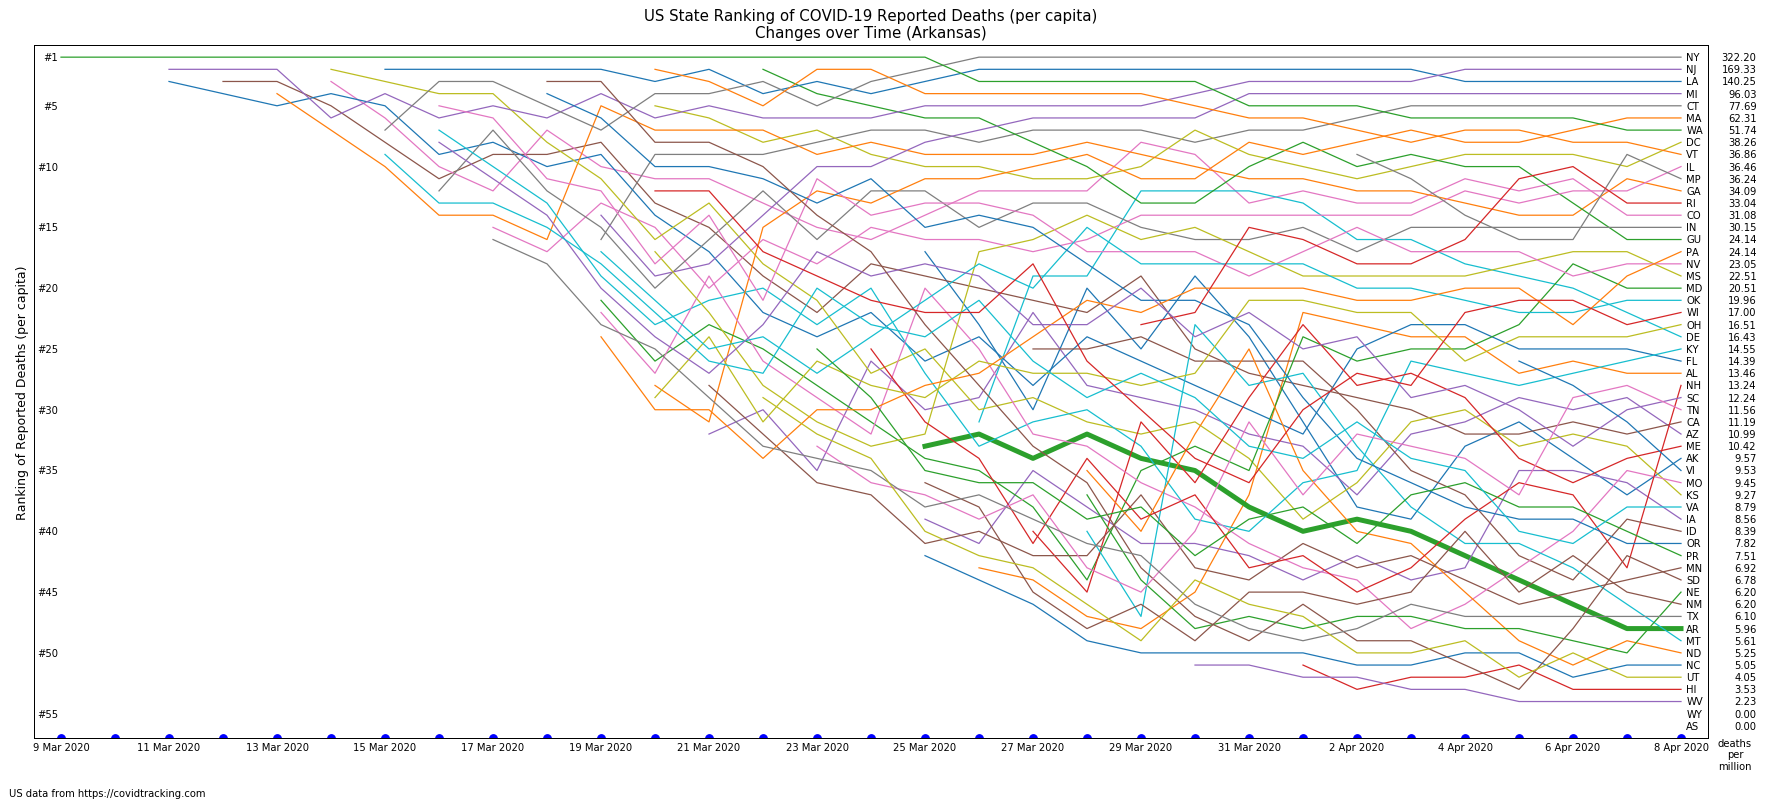 US State Ranking of COVID-19 Reported Deaths (per capita)
Changes over Time (Arkansas)
Ranking of Reported Deaths (per capita)
#1
#5
#10
#15
#20
#25
#30
#35
#40
#45
#50
#55
NY 322.20
NJ 169.33
LA 140.25
MI 96.03
CT 77.69
MA 62.31
WA 51.74
DC 38.26
VT 36.86
IL 36.46
MP 36.24
GA 34.09
RI 33.04
CO 31.08
IN 30.15
GU 24.14
PA 24.14
NV 23.05
MS 22.51
MD 20.51
OK 19.96
WI 17.00
OH 16.51
DE 16.43
KY 14.55
FL 14.39
AL 13.46
NH 13.24
SC 12.24
TN 11.56
CA 11.19
AZ 10.99
ME 10.42
AK 9.57
VI 9.53
MO 9.45
KS 9.27
VA 8.79
IA 8.56
ID 8.39
OR 7.82
PR 7.51
MN 6.92
SD 6.78
NE 6.20
NM 6.20
TX 6.10
AR 5.96
MT 5.61
ND 5.25
NC 5.05
UT 4.05
HI 3.53
WV 2.23
WY 0.00
AS 0.00
9 Mar 2020 11 Mar 2020 13 Mar 2020 15 Mar 2020 17 Mar 2020 19 Mar 2020 21 Mar 2020 23 Mar 2020 25 Mar 2020 27 Mar 2020 29 Mar 2020 31 Mar 2020 2 Apr 2020 4 Apr 2020 6 Apr 2020 8 Apr 2020
deaths
per
million
US data from https://covidtracking.com